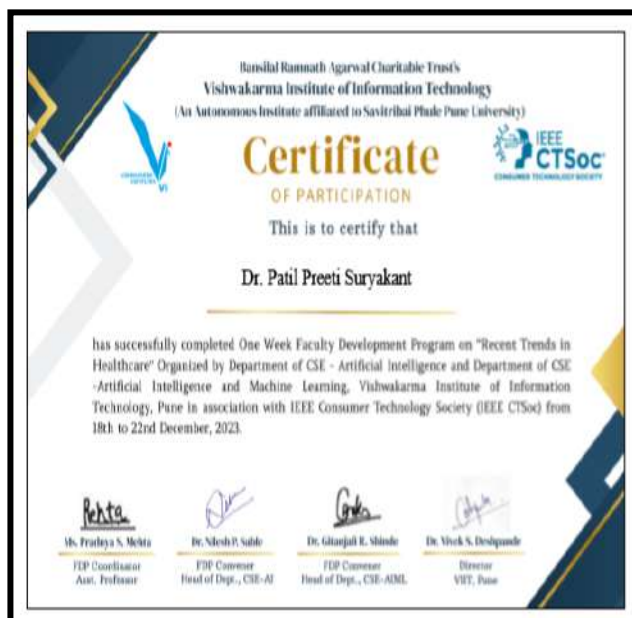 Bansilal Ramnath Agarwal Charitable Trust's
Vishwakarma Institute of Information Technology
(An Autonomous Institute affiliated to Savitribai Phule Pune University)
Certificate
OF PARTICIPATION
IEEE
CTSoc
CONSUMER TECHNOLOGY SOCIETY
This is to certify that
Dr. Patil Preeti Suryakant
has successfully completed One Week Faculty Development Program on "Recent Trends in
Healthcare" Organized by Department of CSE - Artificial Intelligence and Department of CSE
-Artificial Intelligence and Machine Learning, Vishwakarma Institute of Information
Technology, Pune in association with IEEE Consumer Technology Society (IEEE CTSoc) from
18th to 22nd December, 2023.
Ms. Pradnya S. Mehta
FDP Coordinator
Asst. Professor
Dr. Nilesh P. Sable
FDP Convener
Head of Dept., CSE-AI
Dr. Gitanjali R. Shinde
FDP Convener
Head of Dept., CSE-AIML
Dr. Vivek S. Deshpande
Director
VIIT, Pune